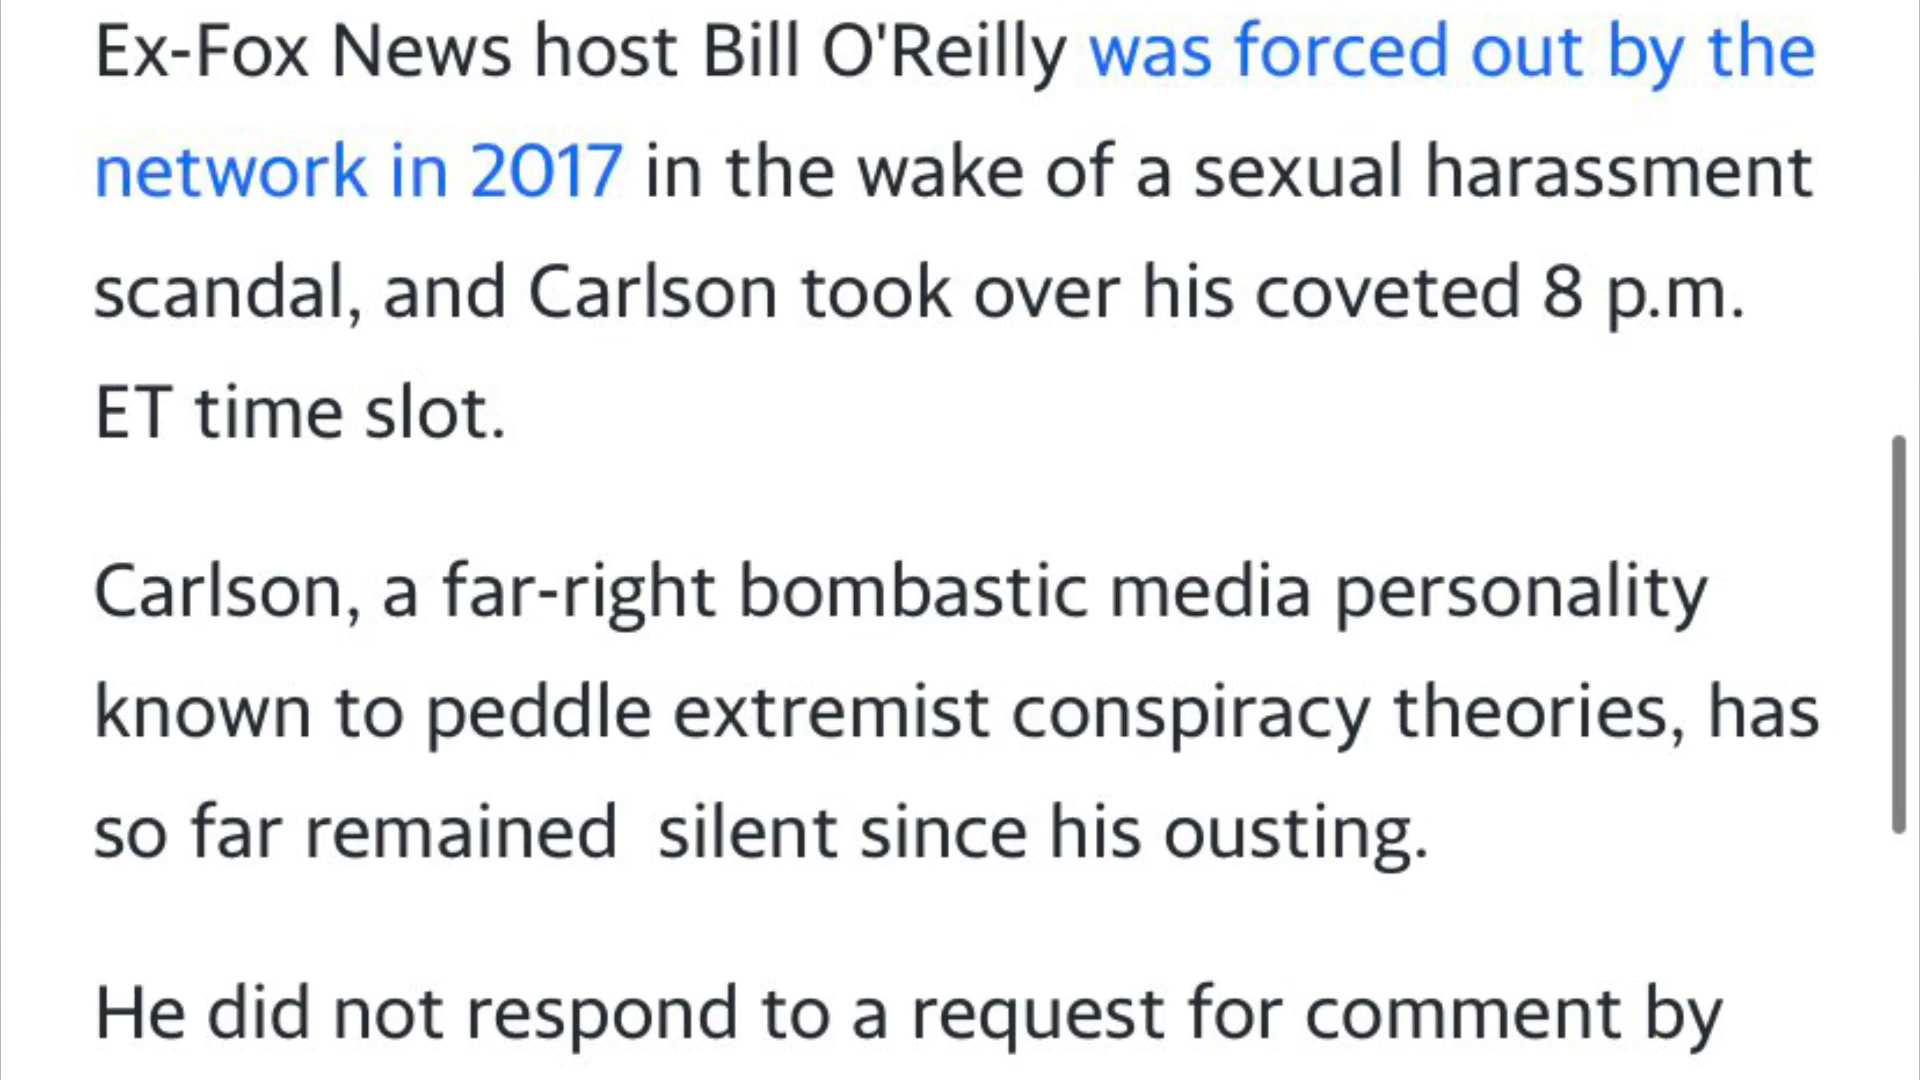 Ex-Fox News host Bill O'Reilly was forced out by the
network in 2017 in the wake of a sexual harassment
scandal, and Carlson took over his coveted 8 p.m.
ET time slot.
Carlson, a far-right bombastic media personality
known to peddle extremist conspiracy theories, has
so far remained  silent since his ousting.
He did not respond to a request for comment by